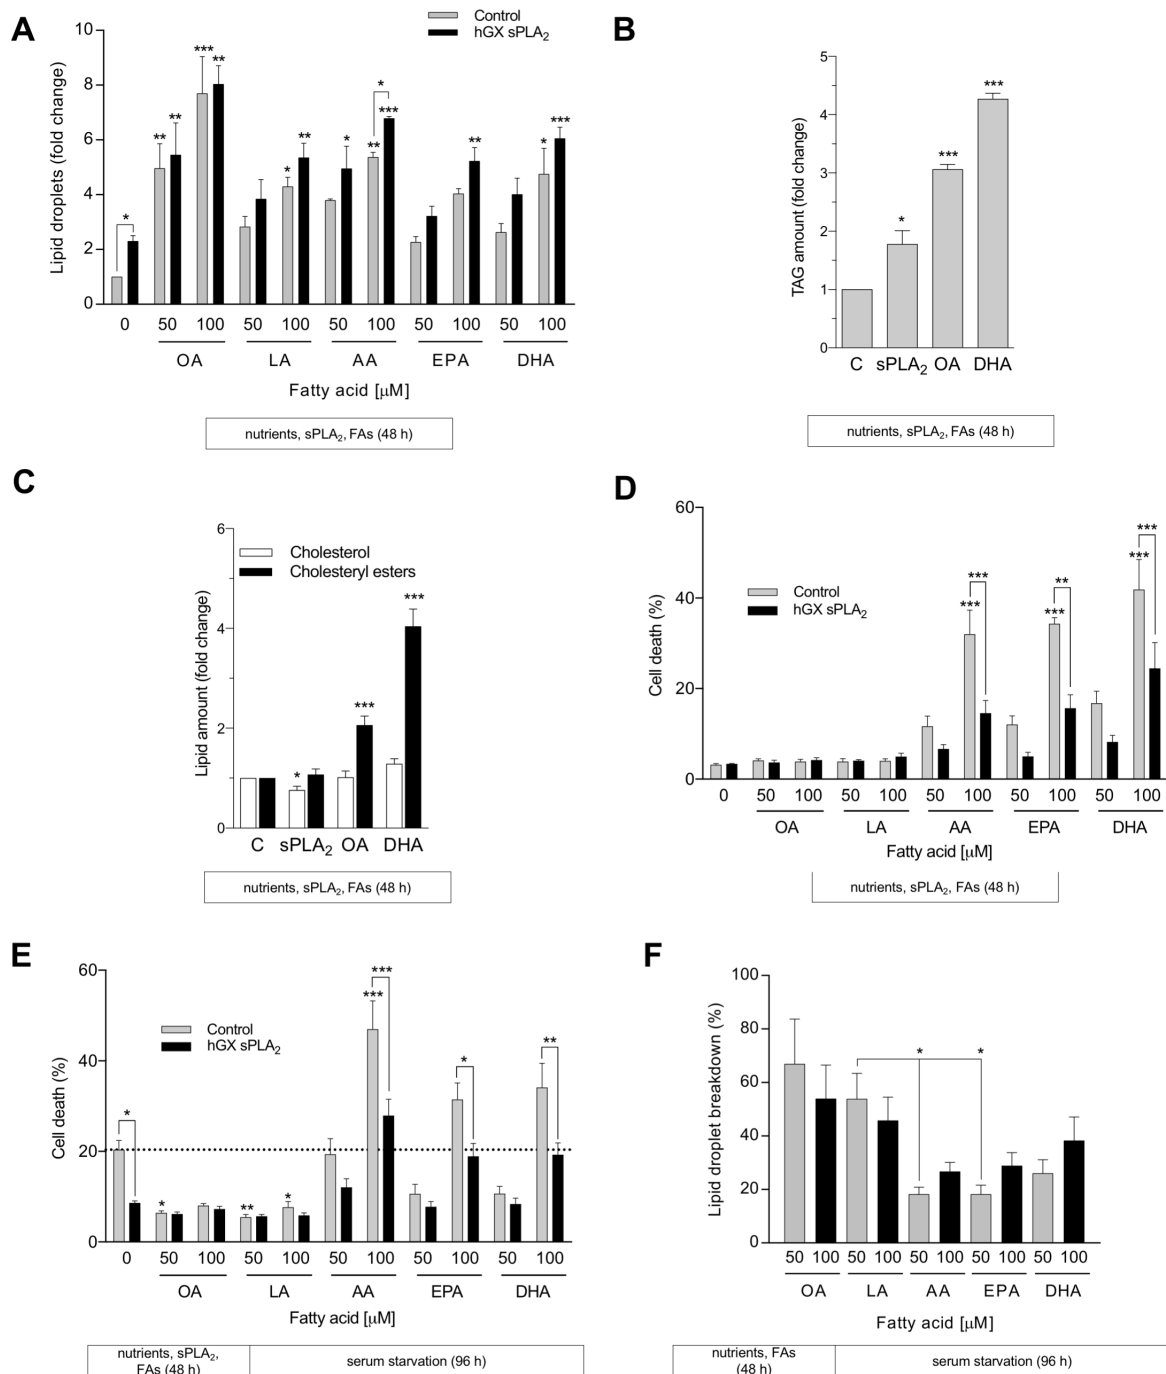 A
Control
hGX sPLA₂
Lipid droplets (fold change)
10
8
6
4
2
0
*
** ** *** **
* **
* ** * ***
**
* ***
0 50 100 50 100 50 100 50 100 50 100
OA LA AA EPA DHA
Fatty acid [µM]
nutrients, sPLA₂, FAs (48 h)
B
TAG amount (fold change)
5
4
3
2
1
0
* *** ***
C sPLA₂ OA DHA
nutrients, sPLA₂, FAs (48 h)
C
Cholesterol
Cholesteryl esters
Lipid amount (fold change)
6
4
2
0
* *** ***
C sPLA₂ OA DHA
nutrients, sPLA₂, FAs (48 h)
D
Control
hGX sPLA₂
Cell death (%)
60
40
20
0
*** ** ***
*** *** ***
0 50 100 50 100 50 100 50 100 50 100
OA LA AA EPA DHA
Fatty acid [µM]
nutrients, sPLA₂, FAs (48 h)
E
Control
hGX sPLA₂
Cell death (%)
60
40
20
0
* * ** * *** *** * **
0 50 100 50 100 50 100 50 100 50 100
OA LA AA EPA DHA
Fatty acid [µM]
nutrients, sPLA₂,
FAs (48 h)
serum starvation (96 h)
F
Lipid droplet breakdown (%)
100
80
60
40
20
0
* *
50 100 50 100 50 100 50 100 50 100
OA LA AA EPA DHA
Fatty acid [µM]
nutrients, FAs
(48 h)
serum starvation (96 h)